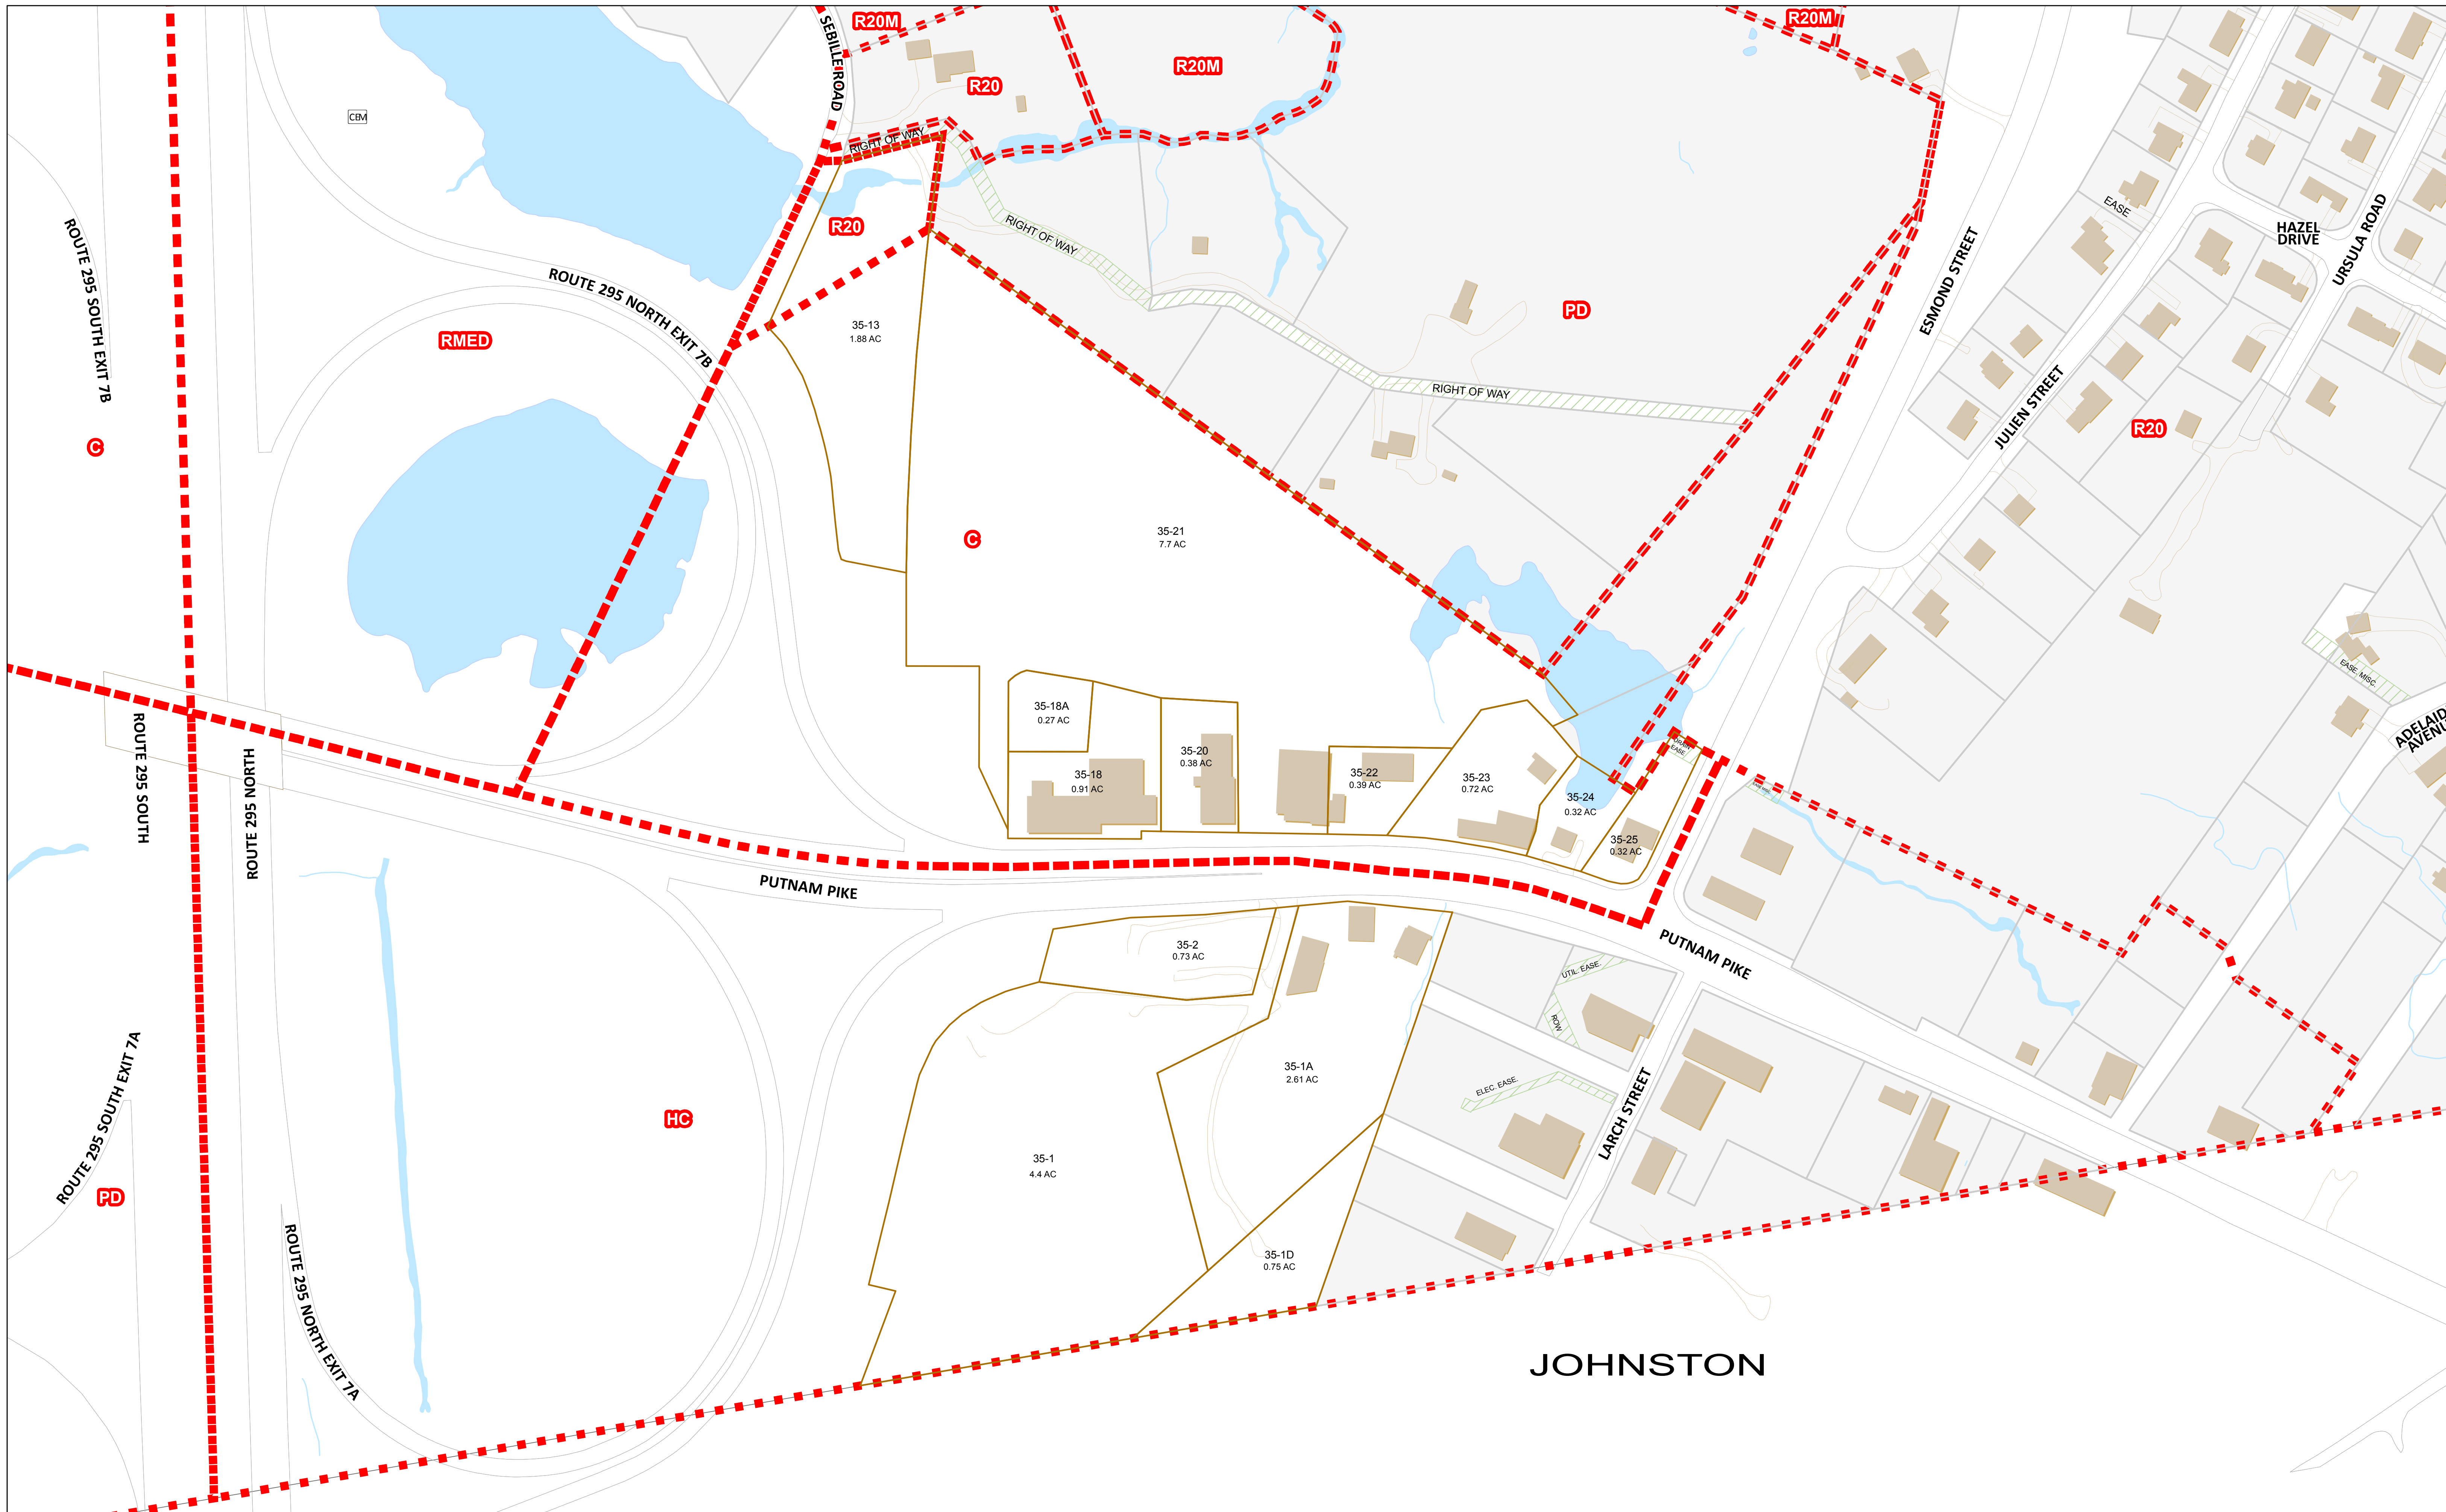 R20M
R20M
SEBILLE ROAD
R20M
R20
CEM
RIGHT OF WAY
R20
RIGHT OF WAY
EASE
HAZEL
DRIVE
URSULA ROAD
ESMOND STREET
ROUTE 295 SOUTH EXIT 7B
ROUTE 295 NORTH EXIT 7B
RMED
35-13
1.88 AC
PD
RIGHT OF WAY
JULIEN STREET
R20
C
C
35-21
7.7 AC
EASE. MISC.
ADELAID
AVENU
35-18A
0.27 AC
35-20
0.38 AC
35-18
0.91 AC
35-22
0.39 AC
35-23
0.72 AC
35-24
0.32 AC
35-25
0.32 AC
EASE.
ROUTE 295 SOUTH
ROUTE 295 NORTH
PUTNAM PIKE
PUTNAM PIKE
35-2
0.73 AC
UTIL. EASE.
ROW
35-1A
2.61 AC
ELEC. EASE.
LARCH STREET
HC
35-1
4.4 AC
ROUTE 295 SOUTH EXIT 7A
PD
35-1D
0.75 AC
ROUTE 295 NORTH EXIT 7A
JOHNSTON